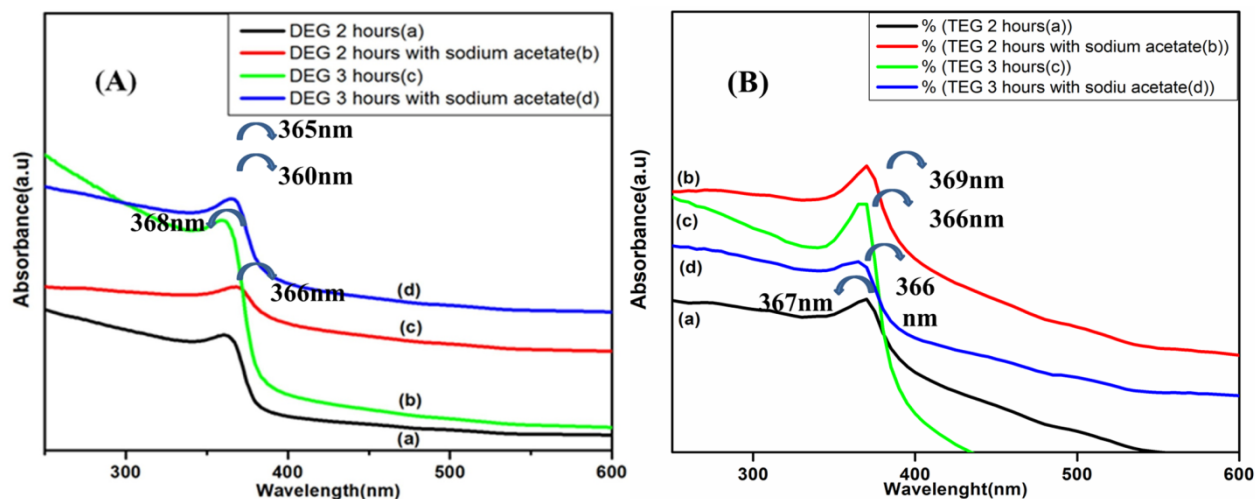 (A)
DEG 2 hours(a)
DEG 2 hours with sodium acetate(b)
DEG 3 hours(c)
DEG 3 hours with sodium acetate(d)
365nm
360nm
368nm
366nm
(d)
(c)
(b)
(a)
Absorbance(a.u)
300
400
500
600
Wavelength(nm)
(B)
% (TEG 2 hours(a))
% (TEG 2 hours with sodium acetate(b))
% (TEG 3 hours(c))
% (TEG 3 hours with sodiu acetate(d))
369nm
366nm
366
nm
367nm
(b)
(c)
(d)
(a)
Absorbance(a.u)
300
400
500
600
Wavelenght(nm)